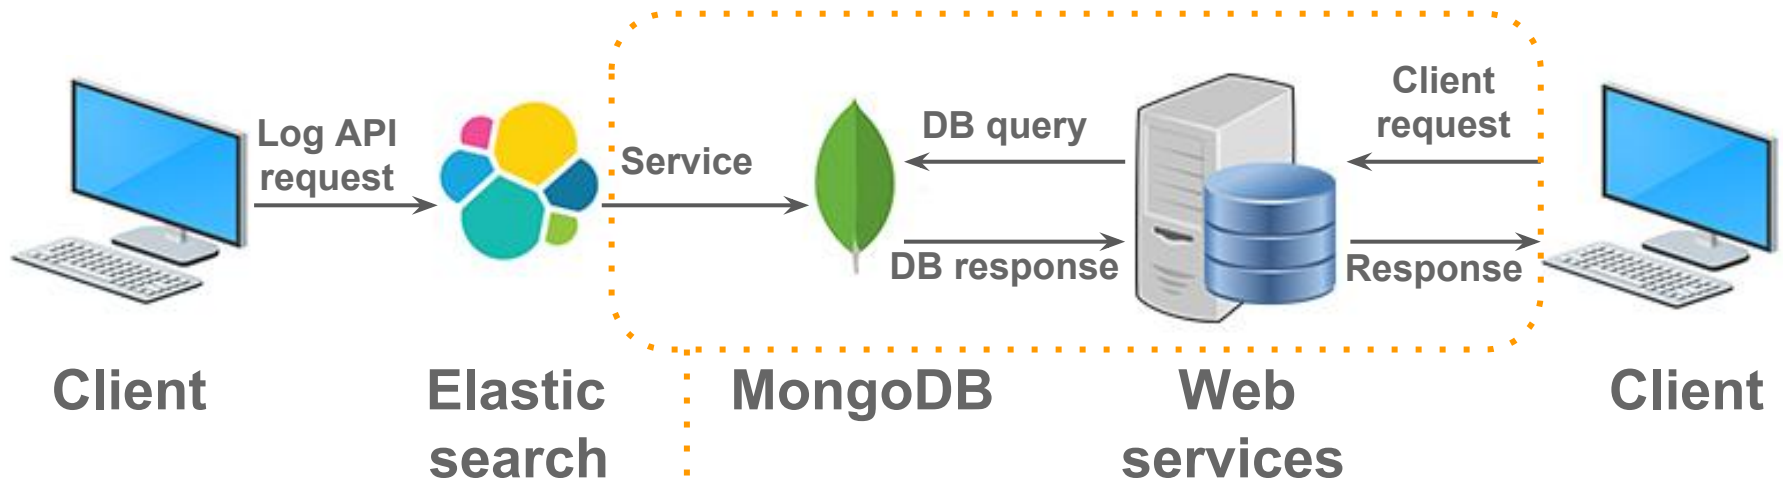 Log API
request
Service
DB query
DB response
Client
request
Response
Client
Elastic
search
MongoDB
Web
services
Client